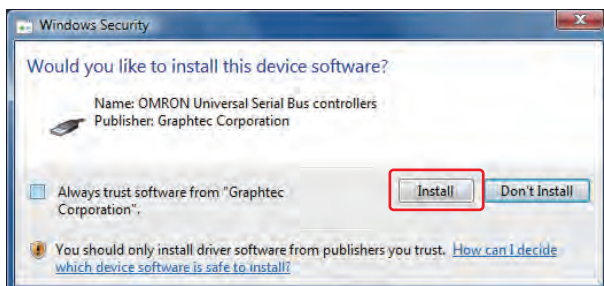 Windows Security
Would you like to install this device software?
Name: OMRON Universal Serial Bus controllers
Publisher: Graphtec Corporation
Always trust software from "Graphtec
Corporation".
Install
Don't Install
You should only install driver software from publishers you trust. How can I decide
which device software is safe to install?